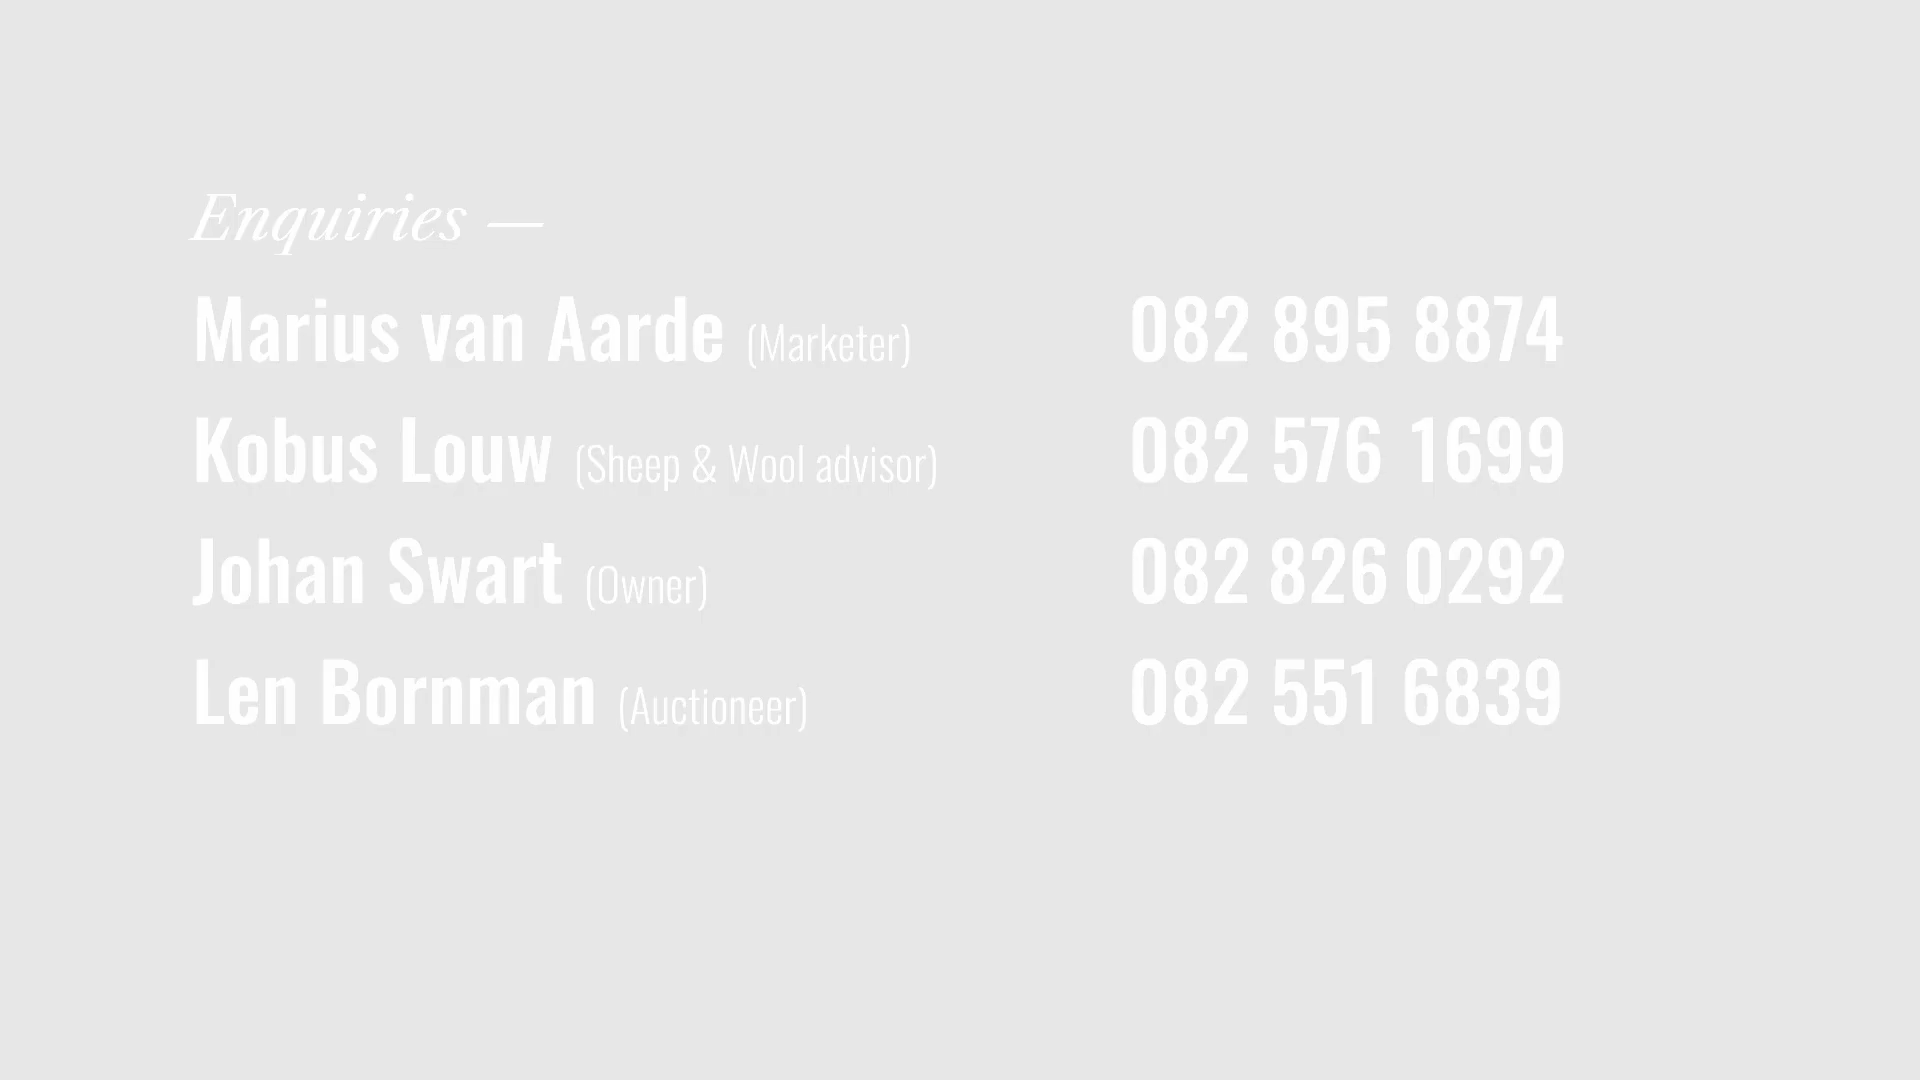 Enquiries —
Marius van Aarde (Marketer) 082 895 8874
Kobus Louw (Sheep & Wool advisor) 082 576 1699
Johan Swart (Owner) 082 826 0292
Len Bornman (Auctioneer) 082 551 6839